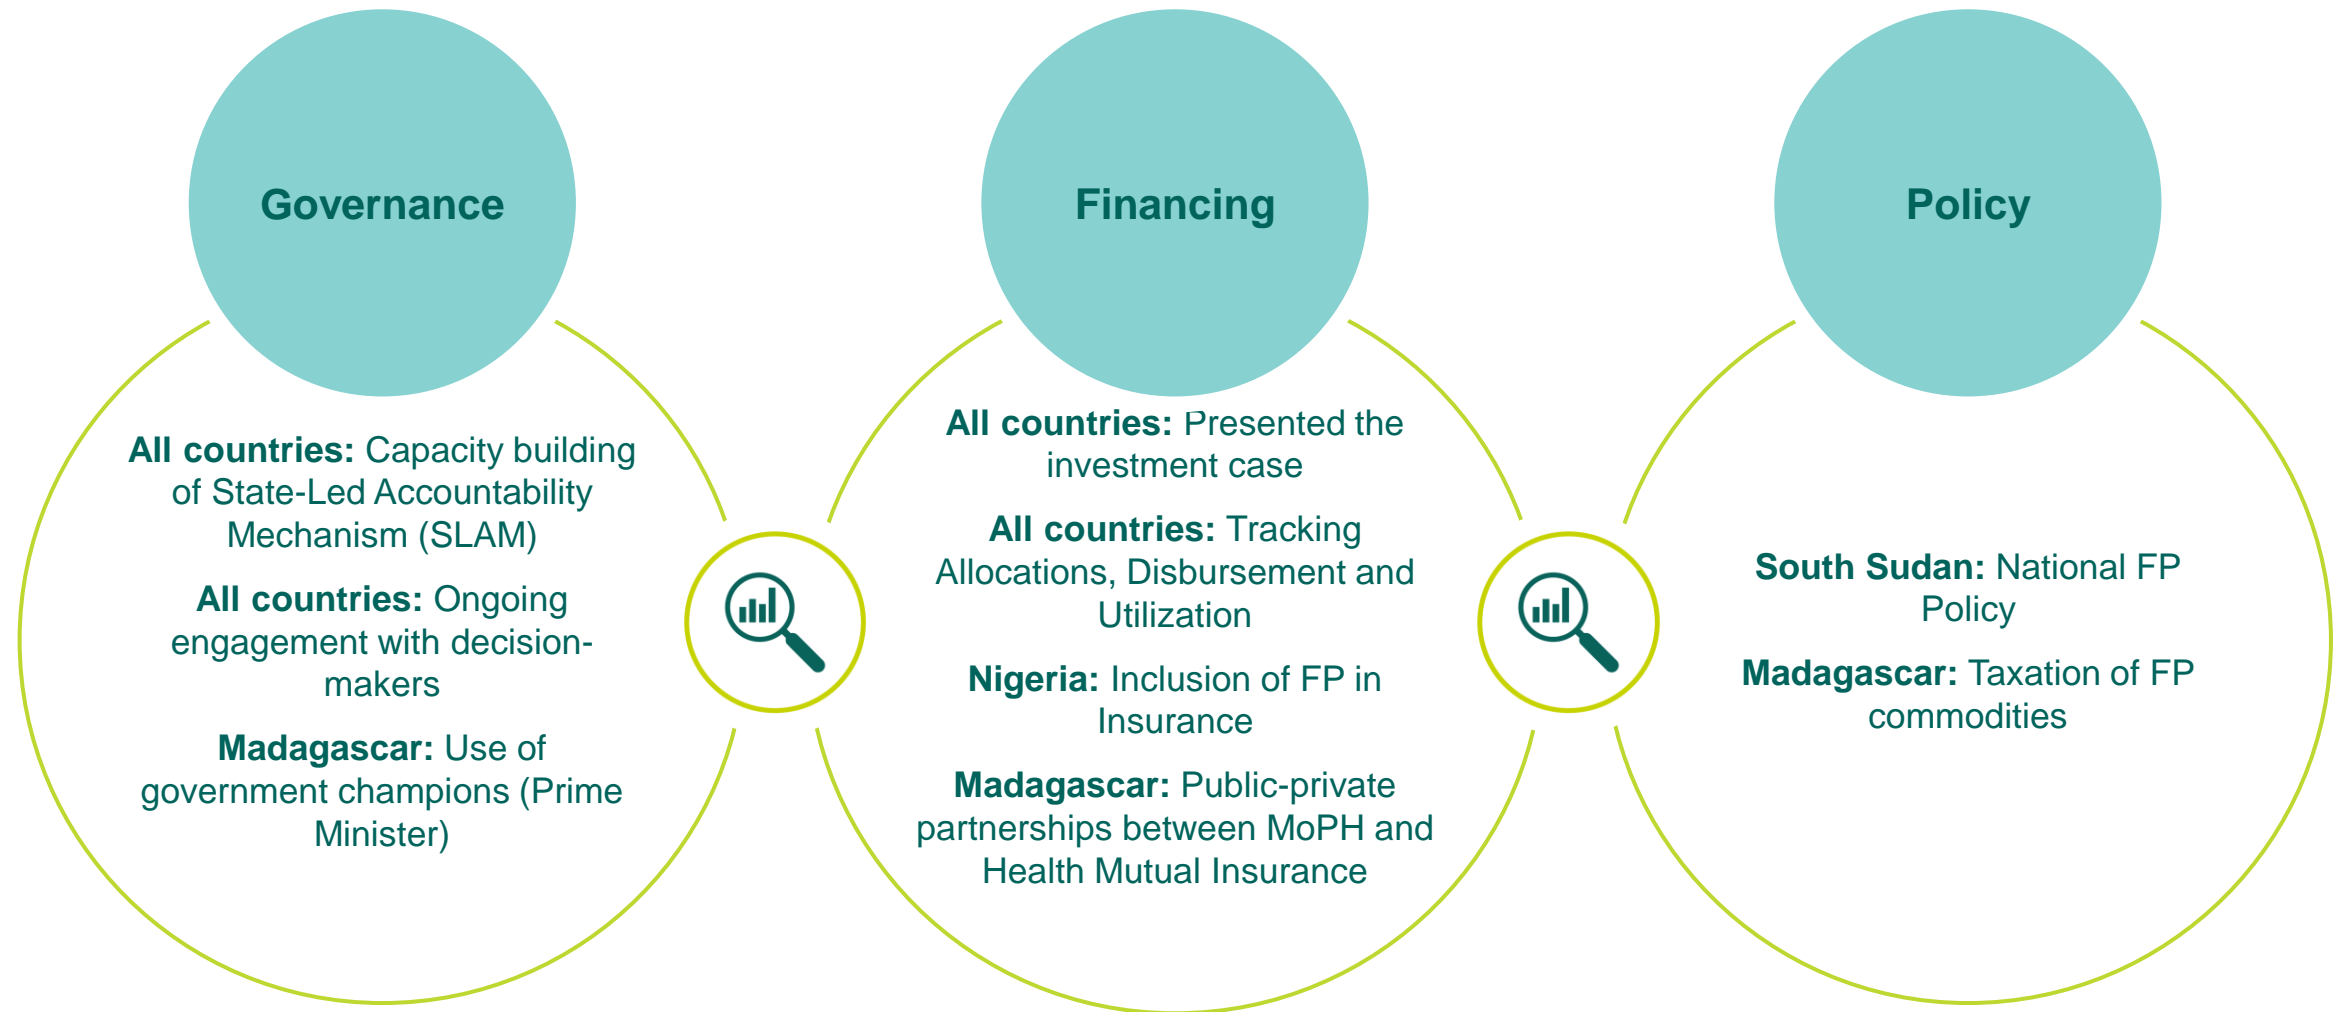 Governance
All countries: Capacity building
of State-Led Accountability
Mechanism (SLAM)
All countries: Ongoing
engagement with decision-
makers
Madagascar: Use of
government champions (Prime
Minister)
Financing
All countries: Presented the
investment case
All countries: Tracking
Allocations, Disbursement and
Utilization
Nigeria: Inclusion of FP in
Insurance
Madagascar: Public-private
partnerships between MoPH and
Health Mutual Insurance
Policy
South Sudan: National FP
Policy
Madagascar: Taxation of FP
commodities